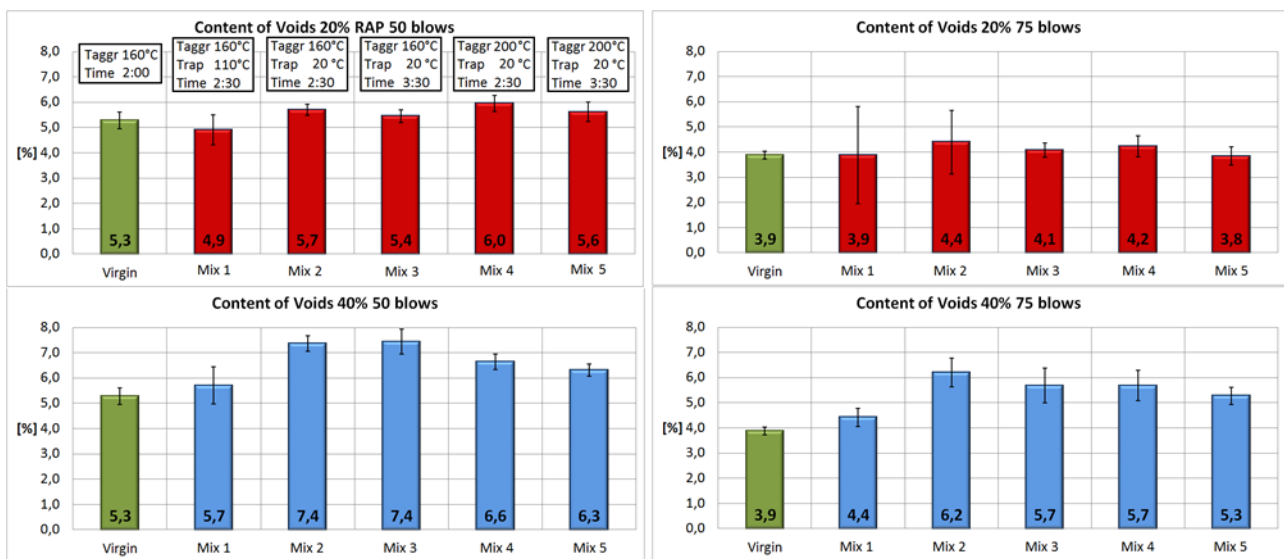 Content of Voids 20% RAP 50 blows
8,0
7,0
6,0
5,0
[%] 4,0
3,0
2,0
1,0
0,0
Taggr 160°C
Time 2:00
Taggr 160°C
Trap 110°C
Time 2:30
Taggr 160°C
Trap 20 °C
Time 2:30
Taggr 160°C
Trap 20 °C
Time 3:30
Taggr 200°C
Trap 20 °C
Time 2:30
Taggr 200°C
Trap 20 °C
Time 3:30
5,3 4,9 5,7 5,4 6,0 5,6
Virgin Mix 1 Mix 2 Mix 3 Mix 4 Mix 5
Content of Voids 20% 75 blows
8,0
7,0
6,0
5,0
[%] 4,0
3,0
2,0
1,0
0,0
3,9 3,9 4,4 4,1 4,2 3,8
Virgin Mix 1 Mix 2 Mix 3 Mix 4 Mix 5
Content of Voids 40% 50 blows
8,0
7,0
6,0
5,0
[%] 4,0
3,0
2,0
1,0
0,0
5,3 5,7 7,4 7,4 6,6 6,3
Virgin Mix 1 Mix 2 Mix 3 Mix 4 Mix 5
Content of Voids 40% 75 blows
8,0
7,0
6,0
5,0
[%] 4,0
3,0
2,0
1,0
0,0
3,9 4,4 6,2 5,7 5,7 5,3
Virgin Mix 1 Mix 2 Mix 3 Mix 4 Mix 5